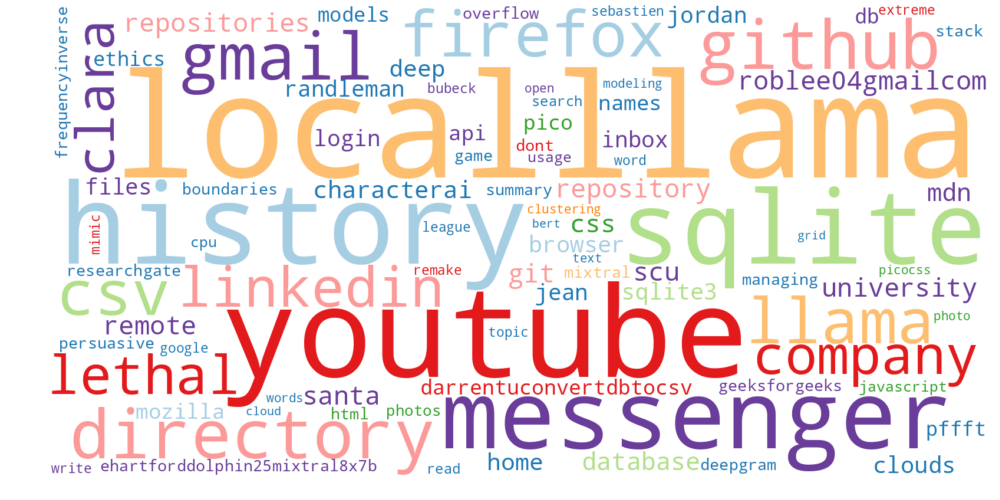 frequencyinverse
clara
repositories
models
overflow
sebastien
jordan
db
extreme
stack
ethics
gmail
firefox
github
deep
randleman
bubeck
open
modeling
search
names
roblee04gmailcom
localllama
login
api
pico
inbox
game
dont
usage
word
files
boundaries
characterai
summary
repository
mdn
history
sqlite
mimic
cpu
league
clustering
bert
css
browser
grid
text
researchgate
remake
git
mixtral
scu
picocss
csv
linkedin
jean
sqlite3
managing
university
remote
youtube
topic
llama
photo
persuasive
google
company
lethal
darrentuconvertdbtocsv
geeksforgeeks
javascript
words
santa
mozilla
cloud
html
photos
messenger
directory
pffft
write
ehartforddolphin25mixtral8x7b
read
home
database
deepgram
clouds